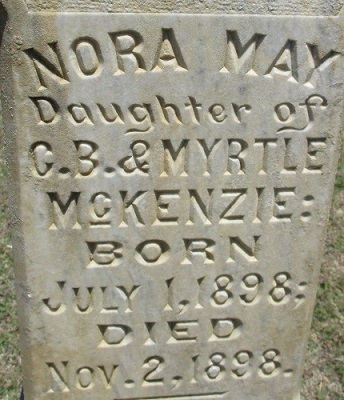 NORA MAY
Daughter of
C.B. & MYRTLE
MCKENZIE:
BORN
JULY 1, 1898;
DIED
NOV. 2, 1898.